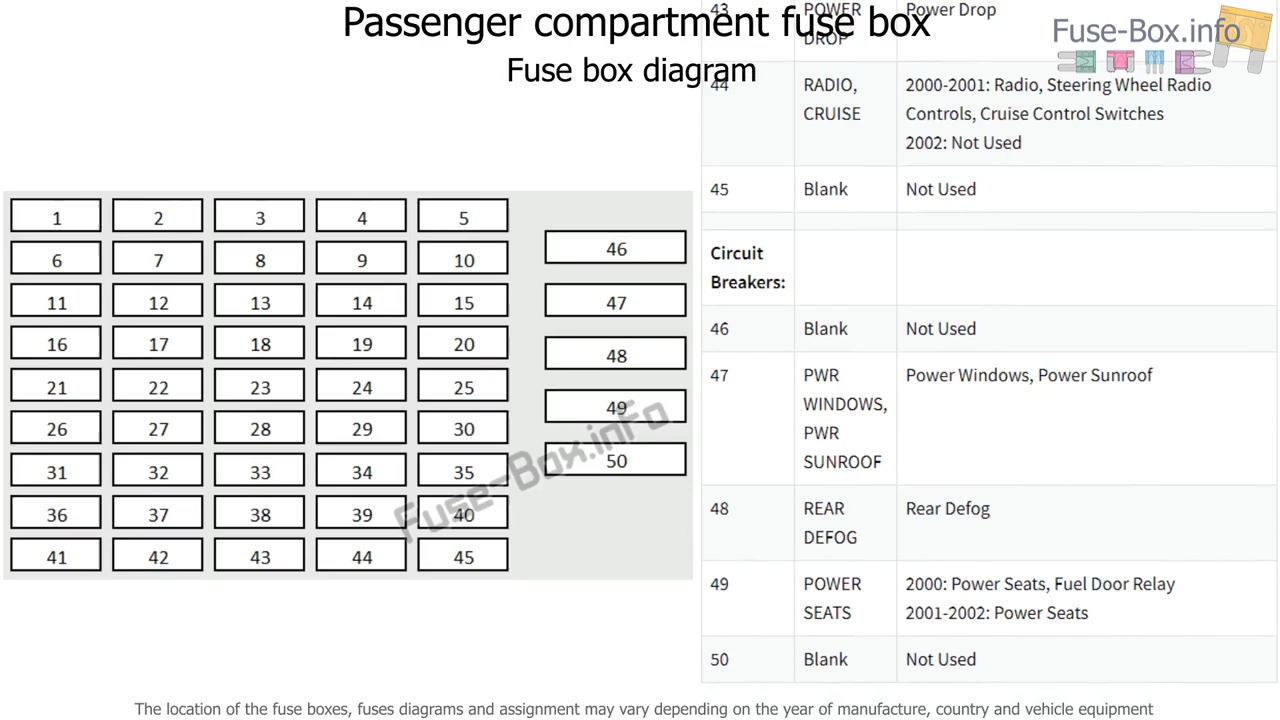 Passenger compartment fuse box
Fuse box diagram
Fuse-Box.info
1 2 3 4 5
6 7 8 9 10
11 12 13 14 15
16 17 18 19 20
21 22 23 24 25
26 27 28 29 30
31 32 33 34 35
36 37 38 39 40
41 42 43 44 45
46
47
48
49
50
Fuse-Box.info
43 POWER Power Drop
DROP
44 RADIO, 2000-2001: Radio, Steering Wheel Radio
CRUISE Controls, Cruise Control Switches
2002: Not Used
45 Blank Not Used
Circuit
Breakers:
46 Blank Not Used
47 PWR Power Windows, Power Sunroof
WINDOWS,
PWR
SUNROOF
48 REAR Rear Defog
DEFOG
49 POWER 2000: Power Seats, Fuel Door Relay
SEATS 2001-2002: Power Seats
50 Blank Not Used
The location of the fuse boxes, fuses diagrams and assignment may vary depending on the year of manufacture, country and vehicle equipment